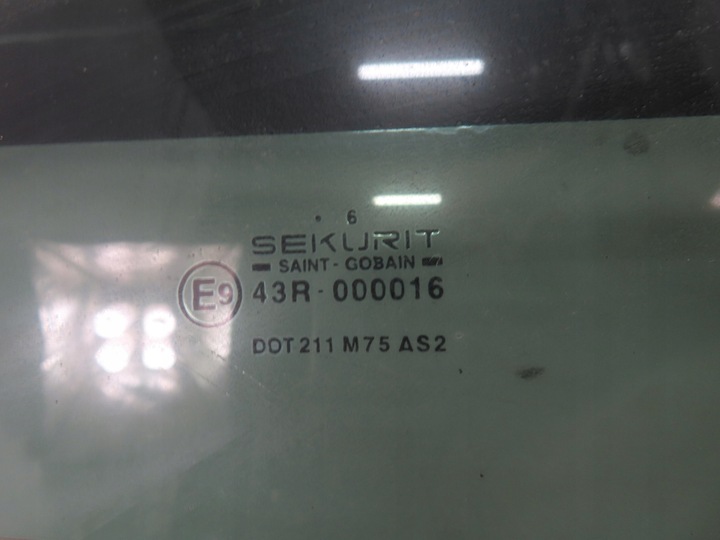 . 6
SEKURIT
SAINT-GOBAIN
E9 43R-000016
DOT 211 M75 AS2